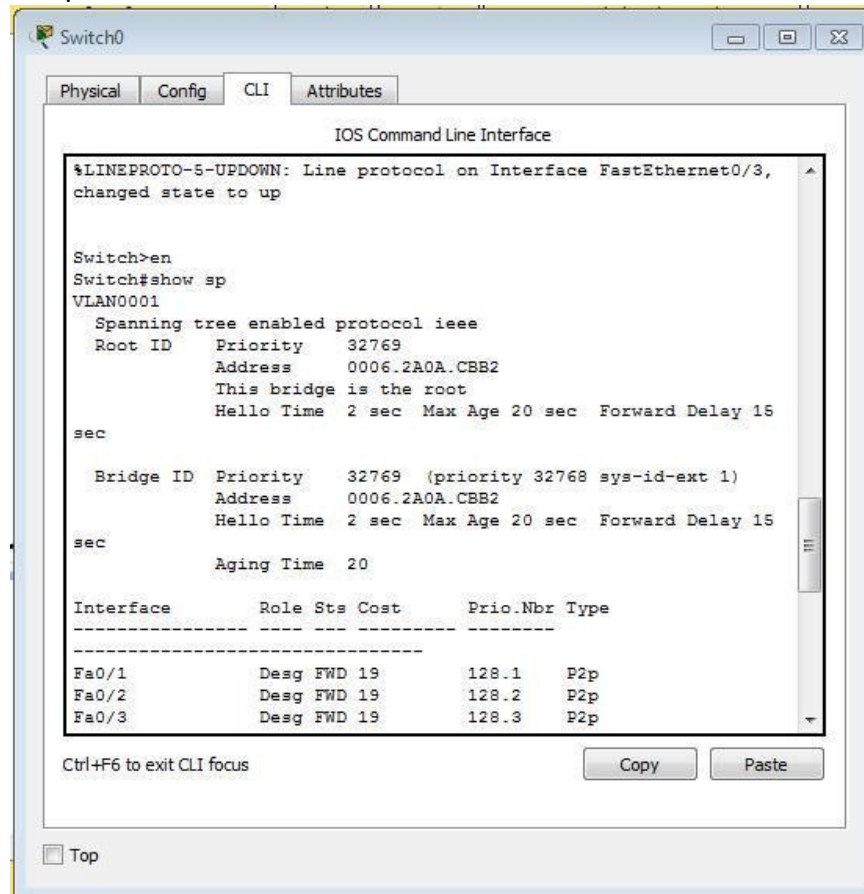 Switch0
Physical Config CLI Attributes
IOS Command Line Interface
%LINEPROTO-5-UPDOWN: Line protocol on Interface FastEthernet0/3,
changed state to up
Switch>en
Switch#show sp
VLAN0001
  Spanning tree enabled protocol ieee
  Root ID    Priority    32769
             Address     0006.2A0A.CBB2
             This bridge is the root
             Hello Time  2 sec  Max Age 20 sec  Forward Delay 15
sec
  Bridge ID  Priority    32769  (priority 32768 sys-id-ext 1)
             Address     0006.2A0A.CBB2
             Hello Time  2 sec  Max Age 20 sec  Forward Delay 15
sec
             Aging Time  20
Interface        Role Sts Cost      Prio.Nbr Type
---------------- ---- --- --------- --------
--------------------------------
Fa0/1            Desg FWD 19        128.1    P2p
Fa0/2            Desg FWD 19        128.2    P2p
Fa0/3            Desg FWD 19        128.3    P2p
Ctrl+F6 to exit CLI focus
Copy Paste
Top